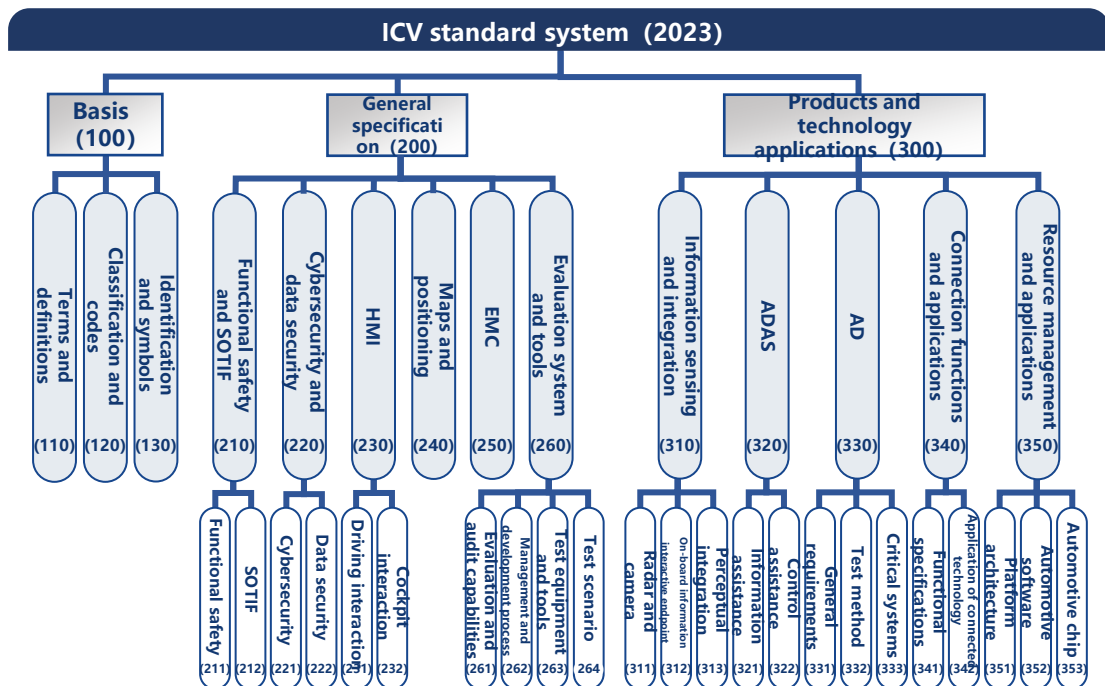 ICV standard system (2023)
Basis
(100)
General
specificati
on (200)
Products and
technology
applications (300)
Terms and
definitions
(110)
Classification and
codes
(120)
Identification
and symbols
(130)
Functional safety
and SOTIF
(210)
Cybersecurity and
data security
(220)
HMI
(230)
Maps and
positioning
(240)
EMC
(250)
Evaluation system
and tools
(260)
Information sensing
and integration
(310)
ADAS
(320)
AD
(330)
Connection functions
and applications
(340)
Resource management
and applications
(350)
Functional safety
(211)
SOTIF
(212)
Cybersecurity
(221)
Data security
(222)
Driving interaction
(231)
Cockpit
interaction
(232)
Evaluation and
audit capabilities
(261)
Management and
development process
(262)
Test equipment
and tools
(263)
Test scenario
264
Radar and
camera
(311)
On-board information
interactive endpoint
(312)
Perceptual
integration
(313)
Information
assistance
(321)
Control
assistance
(322)
General
requirements
(331)
Test method
(332)
Critical systems
(333)
Functional
specifications
(341)
Application of connected
technology
(342)
Platform
architecture
(351)
Automotive
software
(352)
Automotive chip
(353)